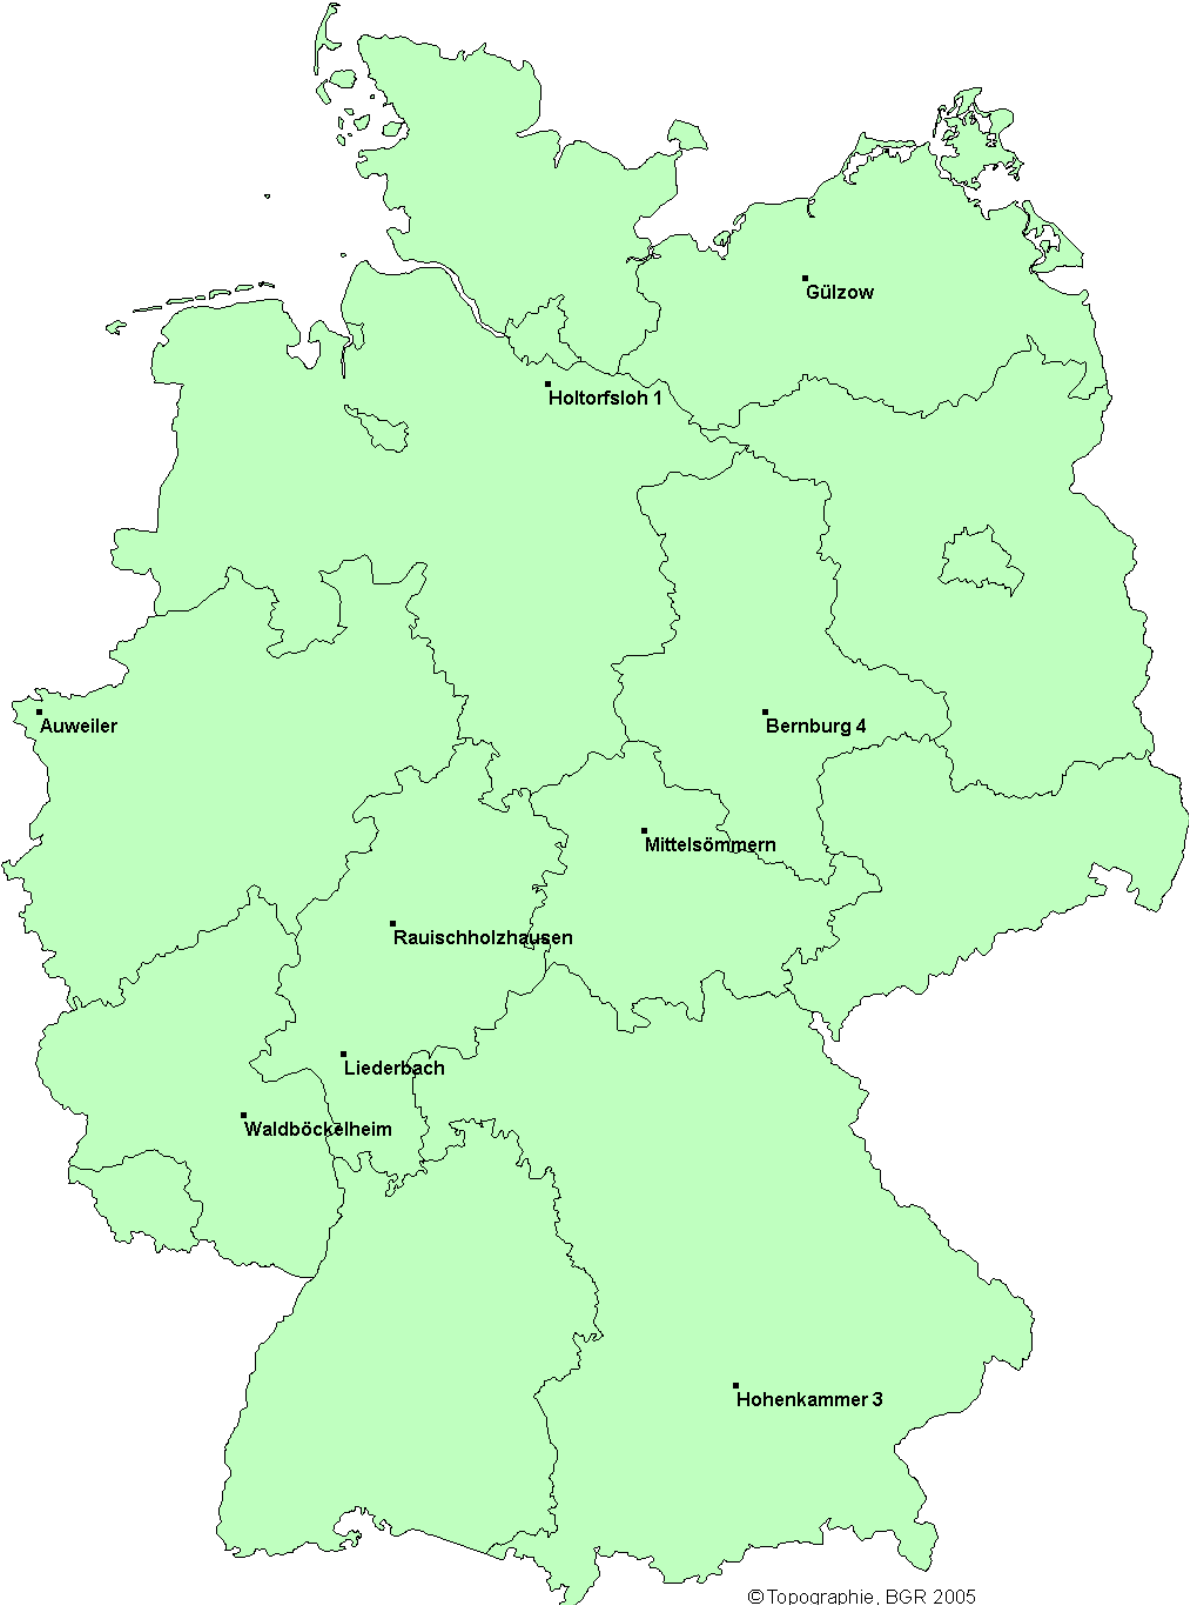 Gülzow
Holtorfsloh 1
Auweiler
Bernburg 4
Mittelsömmern
Rauischholzhausen
Liederbach
Waldböckelheim
Hohenkammer 3
© Topographie, BGR 2005